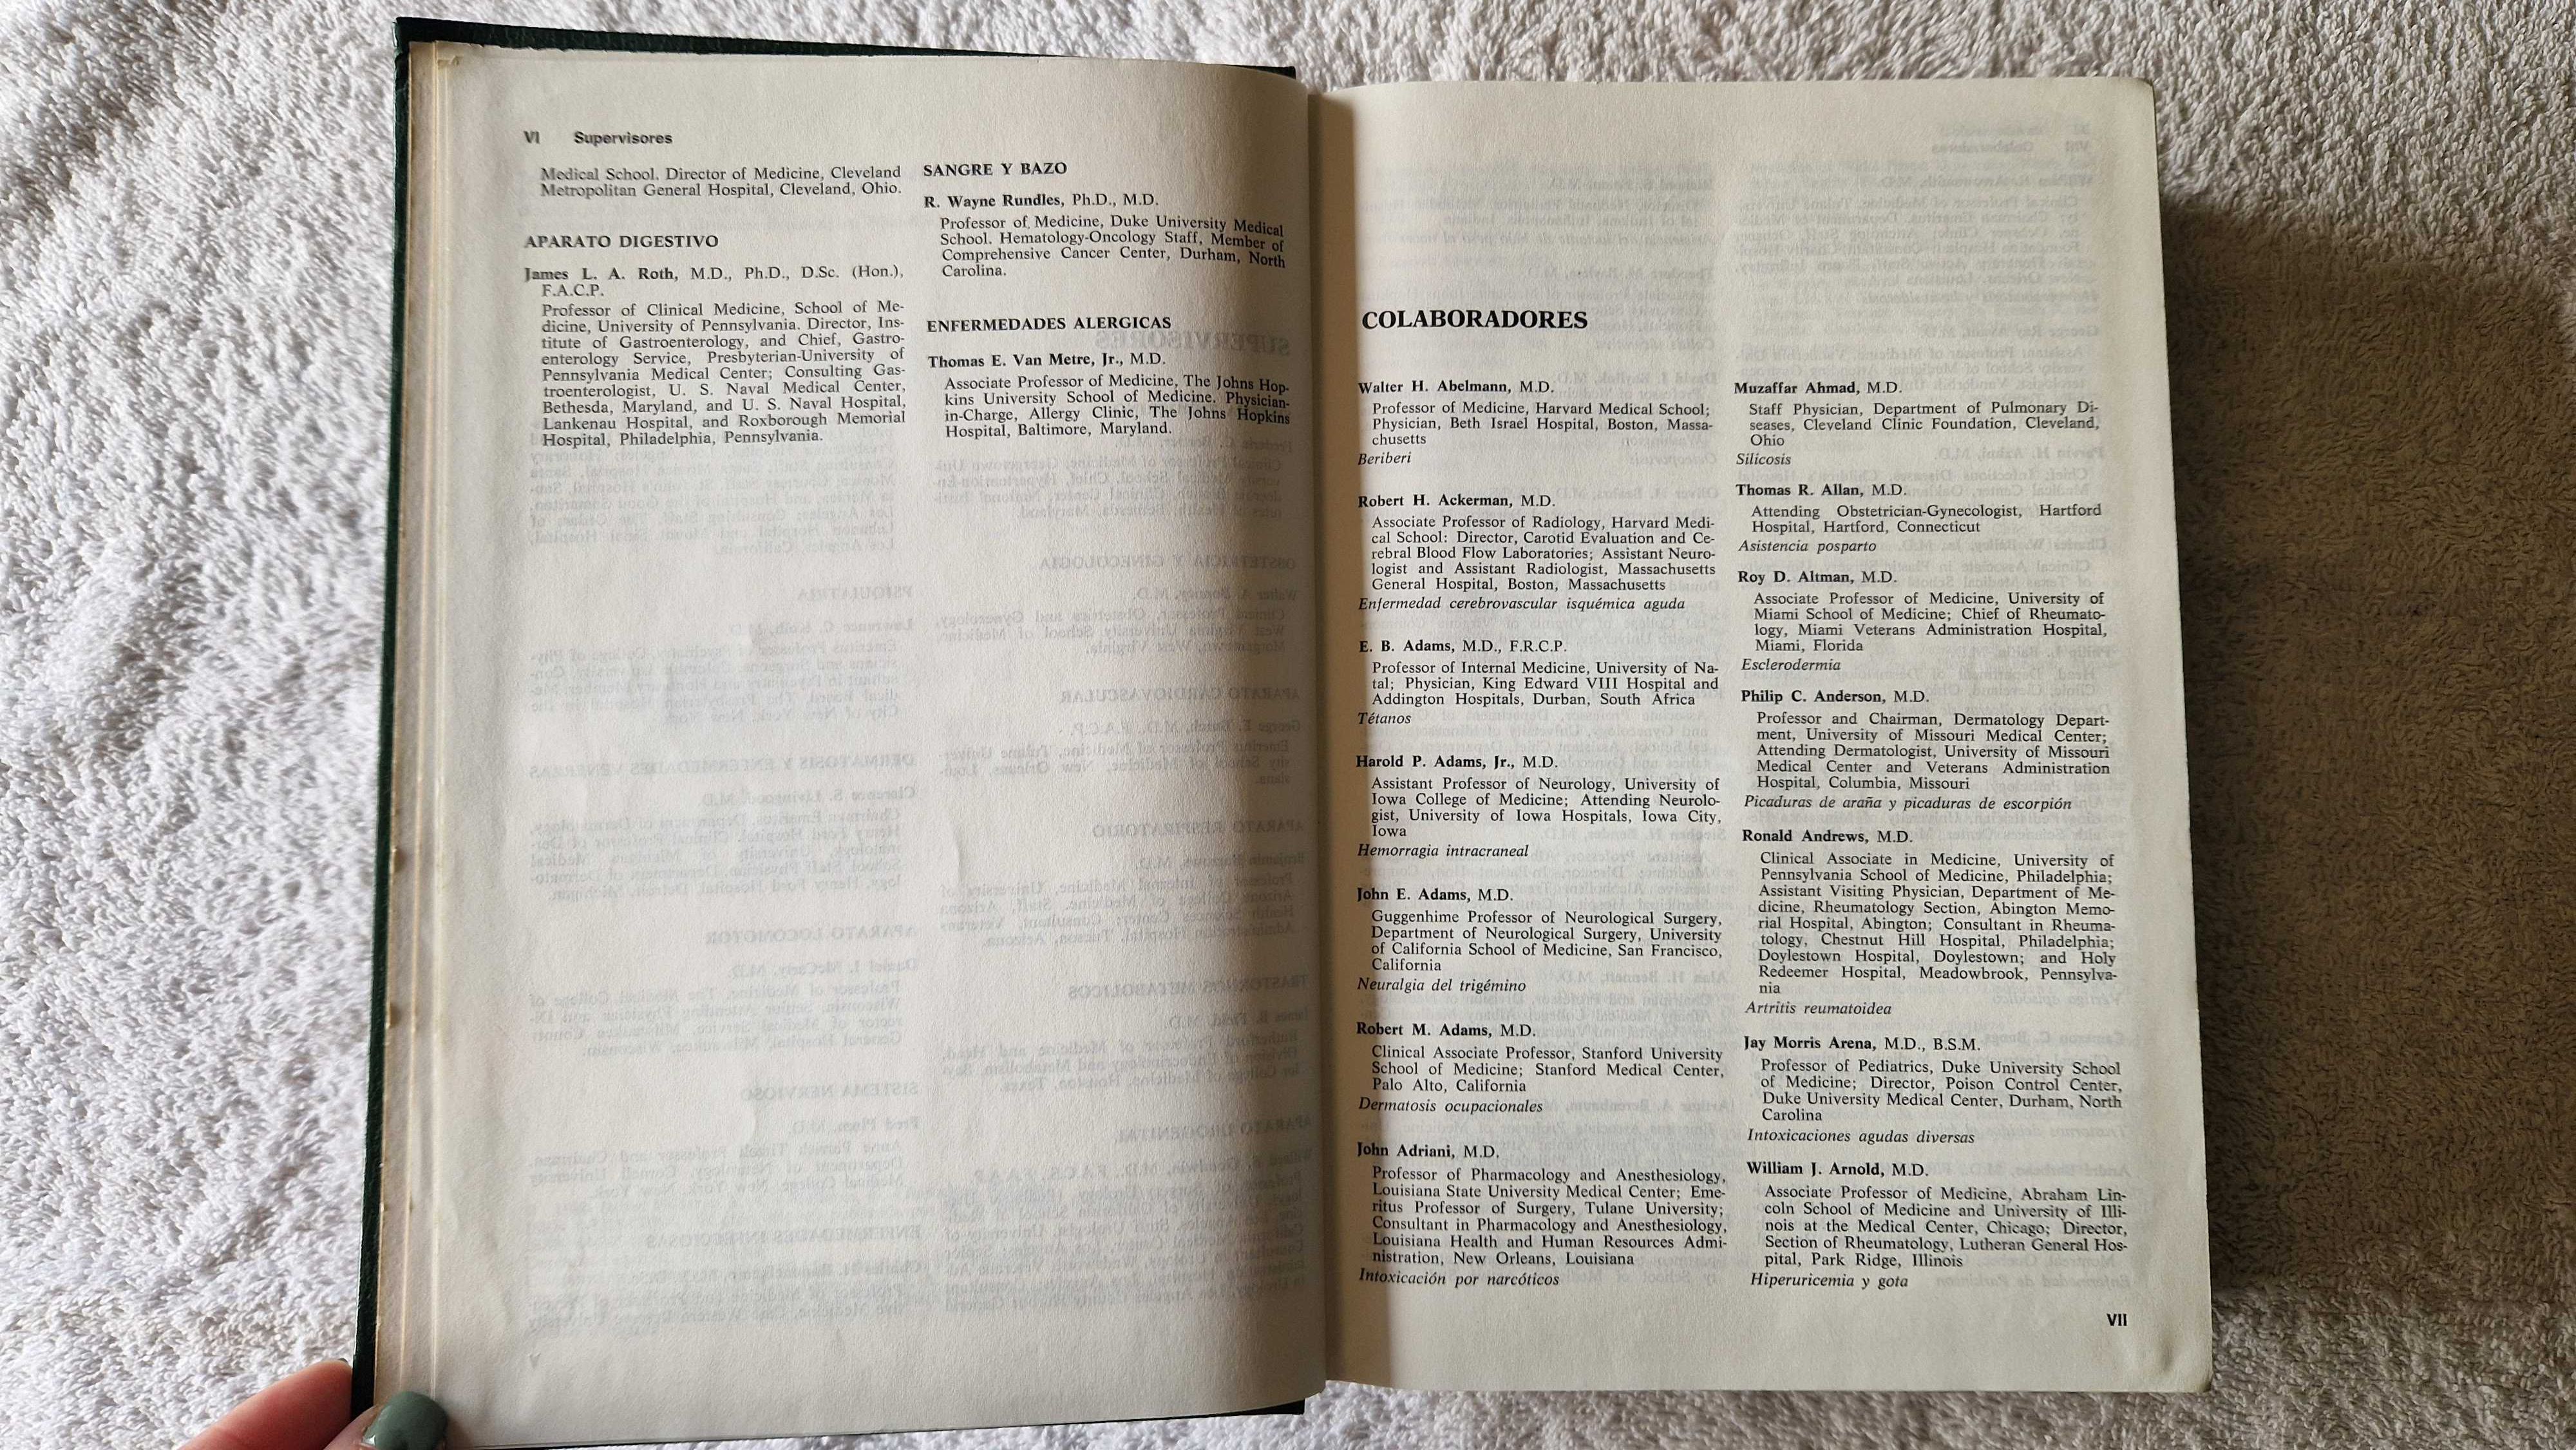 VI Supervisores
Medical School. Director of Medicine, Cleveland
Metropolitan General Hospital, Cleveland, Ohio.
APARATO DIGESTIVO
James L. A. Roth, M.D., Ph.D., D.Sc. (Hon.),
F.A.C.P.
Professor of Clinical Medicine, School of Me-
dicine, University of Pennsylvania. Director, Ins-
titute of Gastroenterology, and Chief, Gastro-
enterology Service, Presbyterian-University of
Pennsylvania Medical Center; Consulting Gas-
troenterologist, U. S. Naval Medical Center,
Bethesda, Maryland, and U. S. Naval Hospital,
Lankenau Hospital, and Roxborough Memorial
Hospital, Philadelphia, Pennsylvania.
SANGRE Y BAZO
R. Wayne Rundles, Ph.D., M.D.
Professor of Medicine, Duke University Medical
School. Hematology-Oncology Staff, Member of
Comprehensive Cancer Center, Durham, North
Carolina.
ENFERMEDADES ALERGICAS
Thomas E. Van Metre, Jr., M.D.
Associate Professor of Medicine, The Johns Hop-
kins University School of Medicine. Physician-
in-Charge, Allergy Clinic, The Johns Hopkins
Hospital, Baltimore, Maryland.
COLABORADORES
Walter H. Abelmann, M.D.
Professor of Medicine, Harvard Medical School;
Physician, Beth Israel Hospital, Boston, Massa-
chusetts
Beriberi
Robert H. Ackerman, M.D.
Associate Professor of Radiology, Harvard Medi-
cal School: Director, Carotid Evaluation and Ce-
rebral Blood Flow Laboratories; Assistant Neuro-
logist and Assistant Radiologist, Massachusetts
General Hospital, Boston, Massachusetts
Enfermedad cerebrovascular isquémica aguda
E. B. Adams, M.D., F.R.C.P.
Professor of Internal Medicine, University of Na-
tal; Physician, King Edward VIII Hospital and
Addington Hospitals, Durban, South Africa
Tétanos
Harold P. Adams, Jr., M.D.
Assistant Professor of Neurology, University of
Iowa College of Medicine; Attending Neurolo-
gist, University of Iowa Hospitals, Iowa City,
Iowa
Hemorragia intracraneal
John E. Adams, M.D.
Guggenhime Professor of Neurological Surgery,
Department of Neurological Surgery, University
of California School of Medicine, San Francisco,
California
Neuralgia del trigémino
Robert M. Adams, M.D.
Clinical Associate Professor, Stanford University
School of Medicine; Stanford Medical Center,
Palo Alto, California
Dermatosis ocupacionales
John Adriani, M.D.
Professor of Pharmacology and Anesthesiology,
Louisiana State University Medical Center; Eme-
ritus Professor of Surgery, Tulane University;
Consultant in Pharmacology and Anesthesiology,
Louisiana Health and Human Resources Admi-
nistration, New Orleans, Louisiana
Intoxicación por narcóticos
Muzaffar Ahmad, M.D.
Staff Physician, Department of Pulmonary Di-
seases, Cleveland Clinic Foundation, Cleveland,
Ohio
Silicosis
Thomas R. Allan, M.D.
Attending Obstetrician-Gynecologist, Hartford
Hospital, Hartford, Connecticut
Asistencia posparto
Roy D. Altman, M.D.
Associate Professor of Medicine, University of
Miami School of Medicine; Chief of Rheumato-
logy, Miami Veterans Administration Hospital,
Miami, Florida
Esclerodermia
Philip C. Anderson, M.D.
Professor and Chairman, Dermatology Depart-
ment, University of Missouri Medical Center;
Attending Dermatologist, University of Missouri
Medical Center and Veterans Administration
Hospital, Columbia, Missouri
Picaduras de araña y picaduras de escorpión
Ronald Andrews, M.D.
Clinical Associate in Medicine, University of
Pennsylvania School of Medicine, Philadelphia;
Assistant Visiting Physician, Department of Me-
dicine, Rheumatology Section, Abington Memo-
rial Hospital, Abington; Consultant in Rheuma-
tology, Chestnut Hill Hospital, Philadelphia;
Doylestown Hospital, Doylestown; and Holy
Redeemer Hospital, Meadowbrook, Pennsylva-
nia
Artritis reumatoidea
Jay Morris Arena, M.D., B.S.M.
Professor of Pediatrics, Duke University School
of Medicine; Director, Poison Control Center,
Duke University Medical Center, Durham, North
Carolina
Intoxicaciones agudas diversas
William J. Arnold, M.D.
Associate Professor of Medicine, Abraham Lin-
coln School of Medicine and University of Illi-
nois at the Medical Center, Chicago; Director,
Section of Rheumatology, Lutheran General Hos-
pital, Park Ridge, Illinois
Hiperuricemia y gota
VII